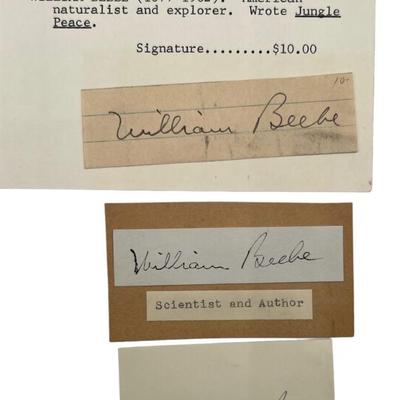 naturalist and explorer. Wrote Jungle
Peace.
Signature.........$10.00
10-
William Beebe
William Beebe
Scientist and Author